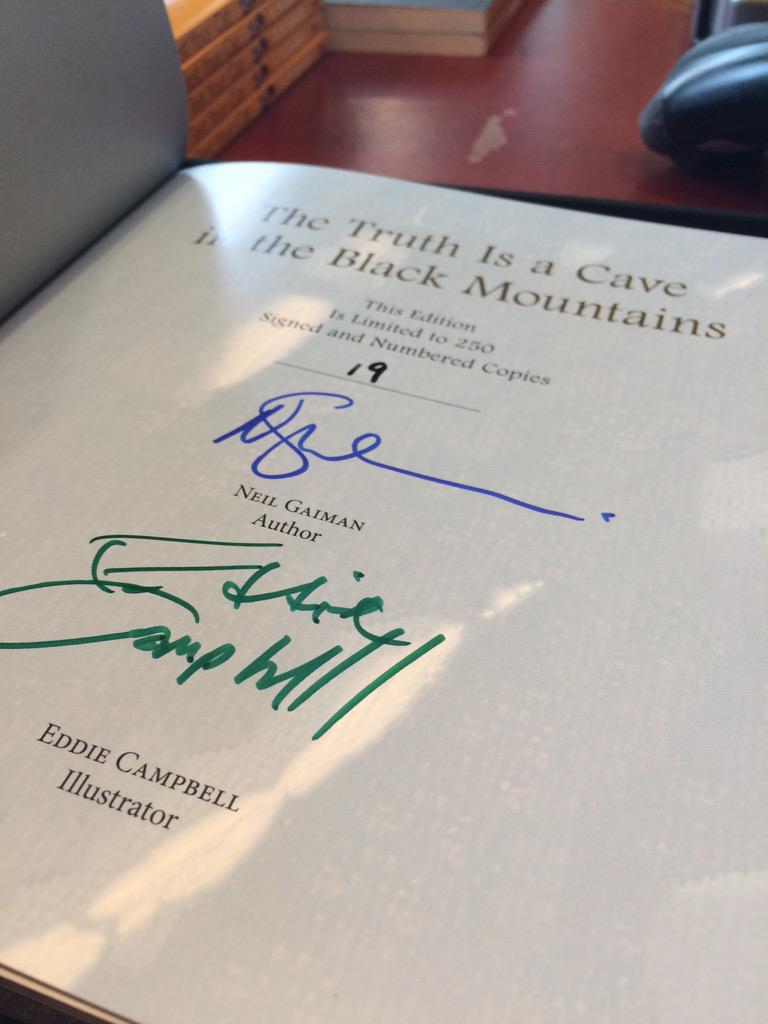 The Truth Is a Cave
in the Black Mountains
This Edition
Is Limited to 250
Signed and Numbered Copies
19
NEIL GAIMAN
Author
Eddie
Campbell
EDDIE CAMPBELL
Illustrator